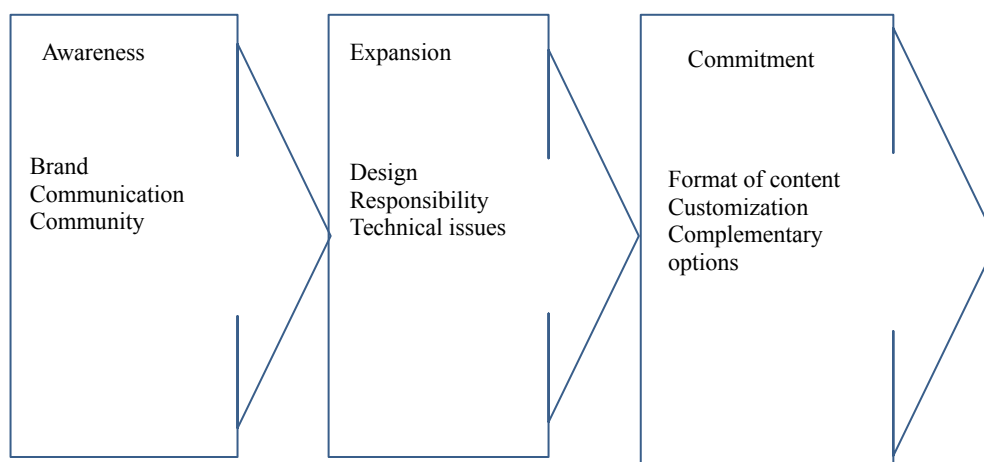 Awareness
Brand
Communication
Community
Expansion
Design
Responsibility
Technical issues
Commitment
Format of content
Customization
Complementary
options